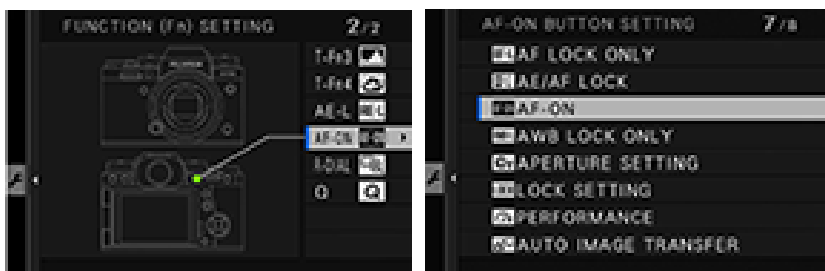 FUNCTION (Fn) SETTING 2/2
T-Fn3
T-Fn4
AE-L
AF-ON
R-DIAL
Q Q
AF-ON BUTTON SETTING 7/8
AF LOCK ONLY
AE/AF LOCK
AF-ON
AWB LOCK ONLY
APERTURE SETTING
LOCK SETTING
PERFORMANCE
AUTO IMAGE TRANSFER